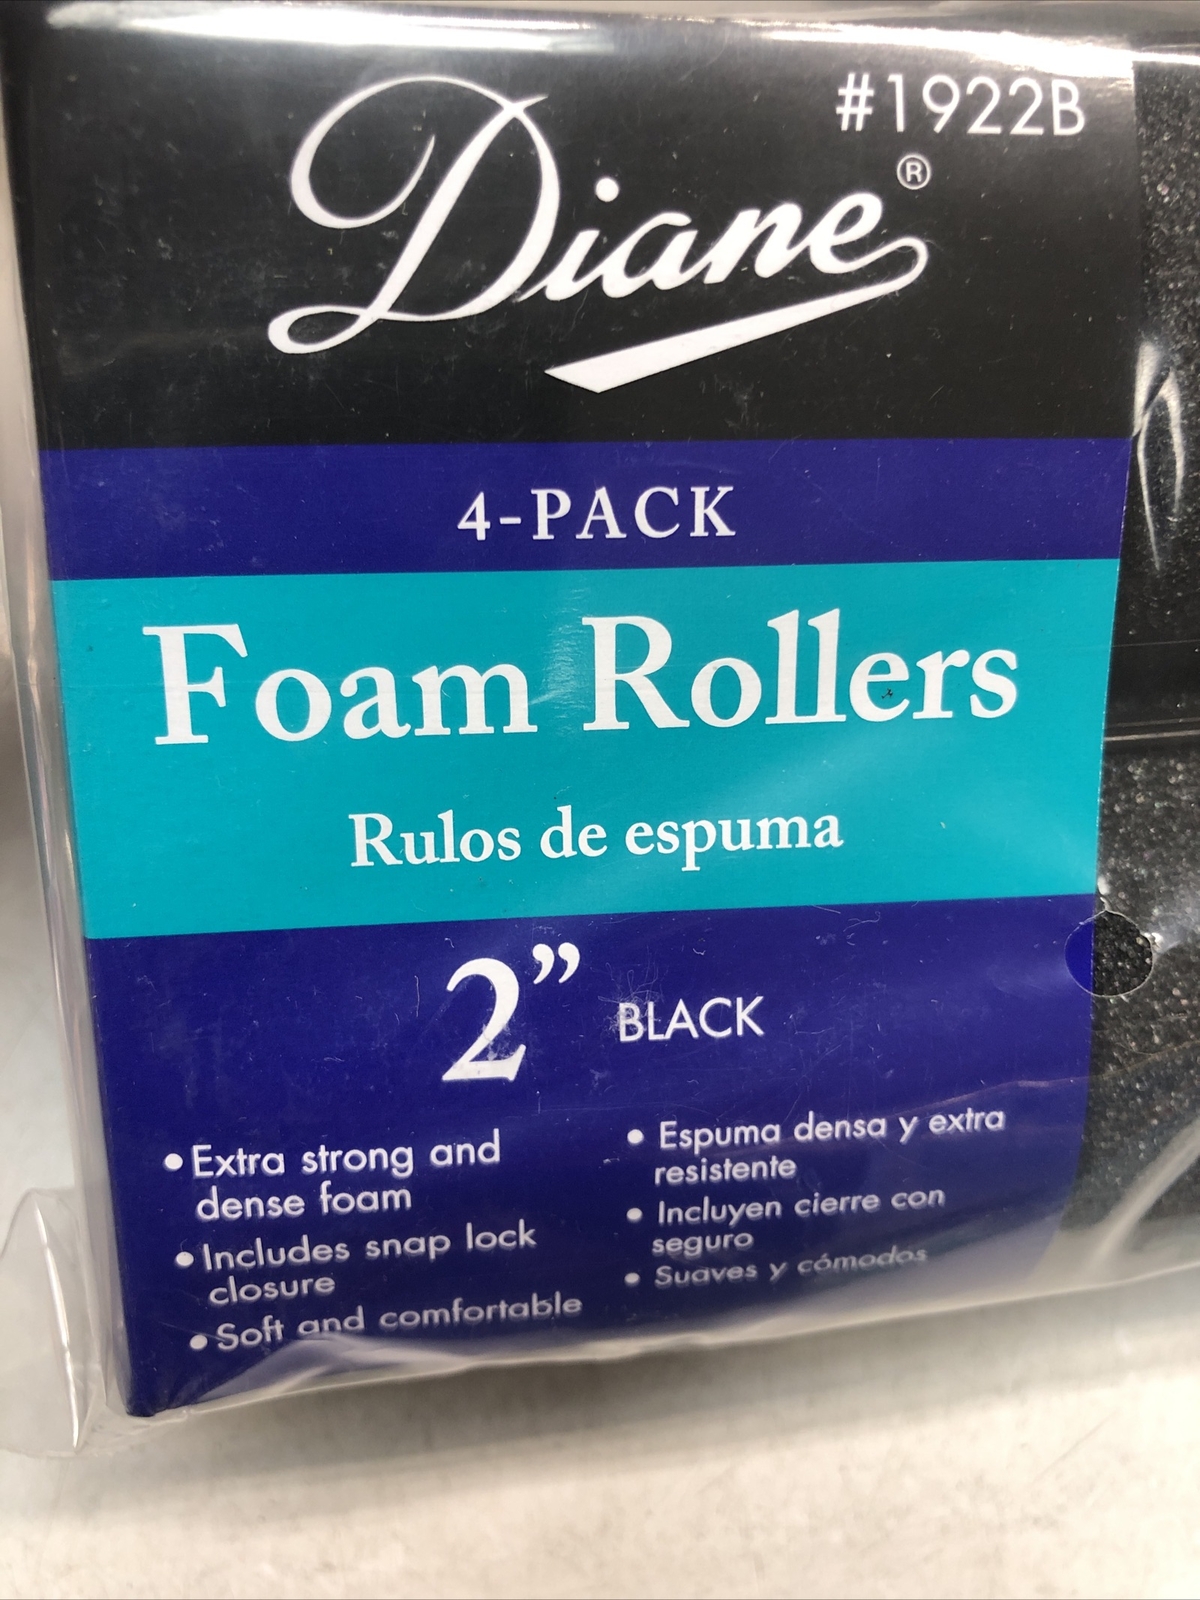 #1922B
Diane®
4-PACK
Foam Rollers
Rulos de espuma
2” BLACK
• Extra strong and
dense foam
• Includes snap lock
closure
• Soft and comfortable
• Espuma densa y extra
resistente
• Incluyen cierre con
seguro
• Suaves y cómodos